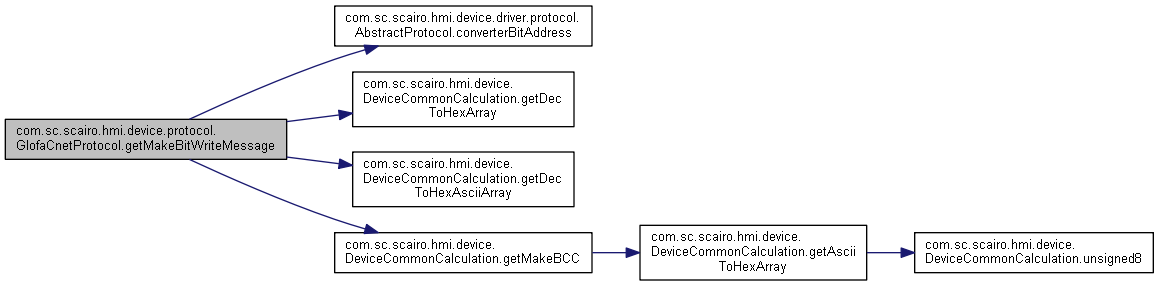 com.sc.scairo.hmi.device.driver.protocol.
AbstractProtocol.converterBitAddress
com.sc.scairo.hmi.device.
DeviceCommonCalculation.getDec
ToHexArray
com.sc.scairo.hmi.device.protocol.
GlofaCnetProtocol.getMakeBitWriteMessage
com.sc.scairo.hmi.device.
DeviceCommonCalculation.getDec
ToHexAsciiArray
com.sc.scairo.hmi.device.
DeviceCommonCalculation.getMakeBCC
com.sc.scairo.hmi.device.
DeviceCommonCalculation.getAscii
ToHexArray
com.sc.scairo.hmi.device.
DeviceCommonCalculation.unsigned8